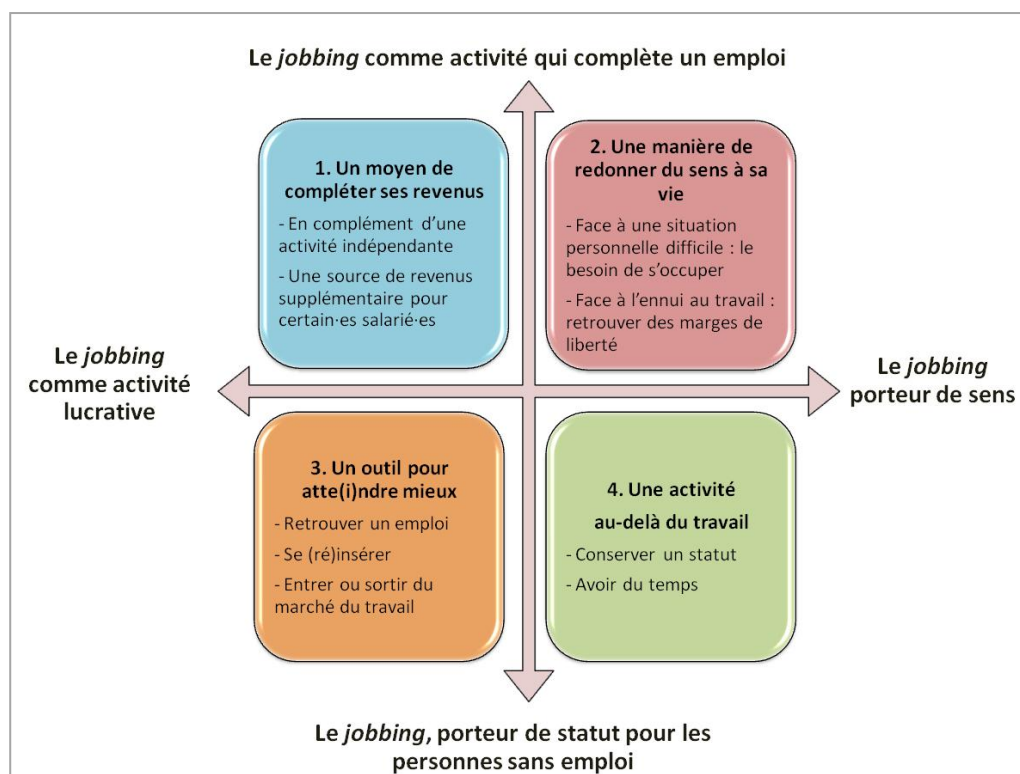 Le jobbing comme activité qui complète un emploi
1. Un moyen de
compléter ses revenus
- En complément d'une
activité indépendante
- Une source de revenus
supplémentaire pour
certain·es salarié·es
2. Une manière de
redonner du sens à sa
vie
- Face à une situation
personnelle difficile : le
besoin de s'occuper
- Face à l'ennui au travail :
retrouver des marges de
liberté
Le jobbing
comme activité
lucrative
Le jobbing
porteur de sens
3. Un outil pour
atte(i)ndre mieux
- Retrouver un emploi
- Se (ré)insérer
- Entrer ou sortir du
marché du travail
4. Une activité
au-delà du travail
- Conserver un statut
- Avoir du temps
Le jobbing, porteur de statut pour les
personnes sans emploi